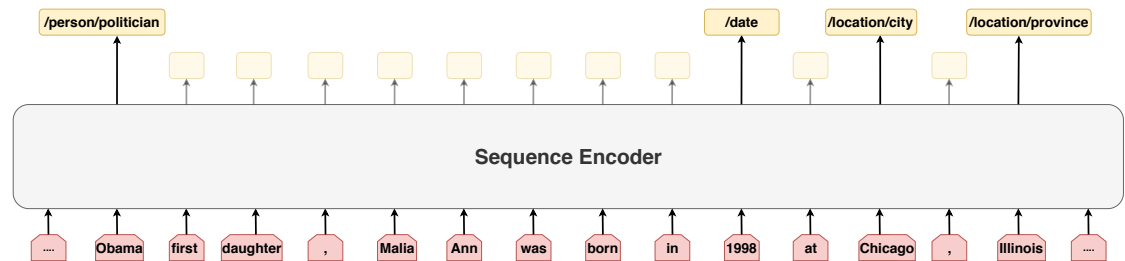 /person/politician /date /location/city /location/province
Sequence Encoder
.... Obama first daughter , Malia Ann was born in 1998 at Chicago , Illinois ....